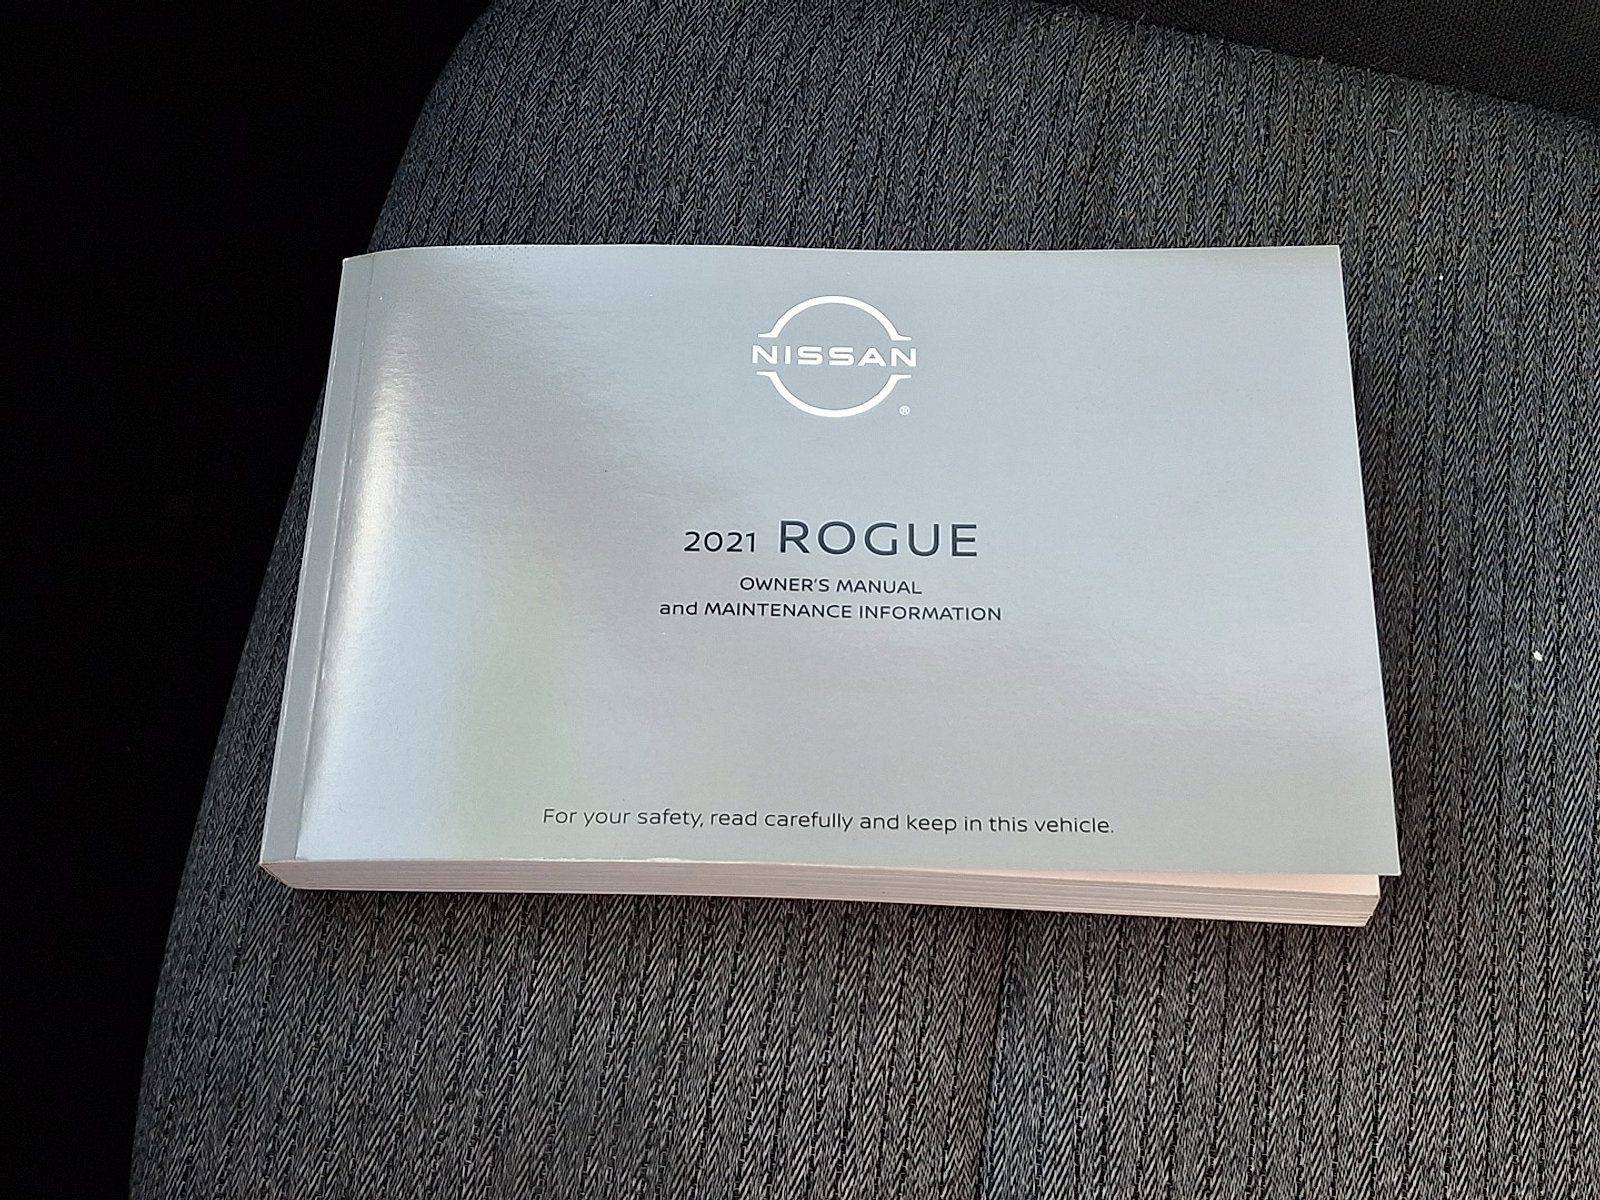 NISSAN
®
2021 ROGUE
OWNER'S MANUAL
and MAINTENANCE INFORMATION
For your safety, read carefully and keep in this vehicle.